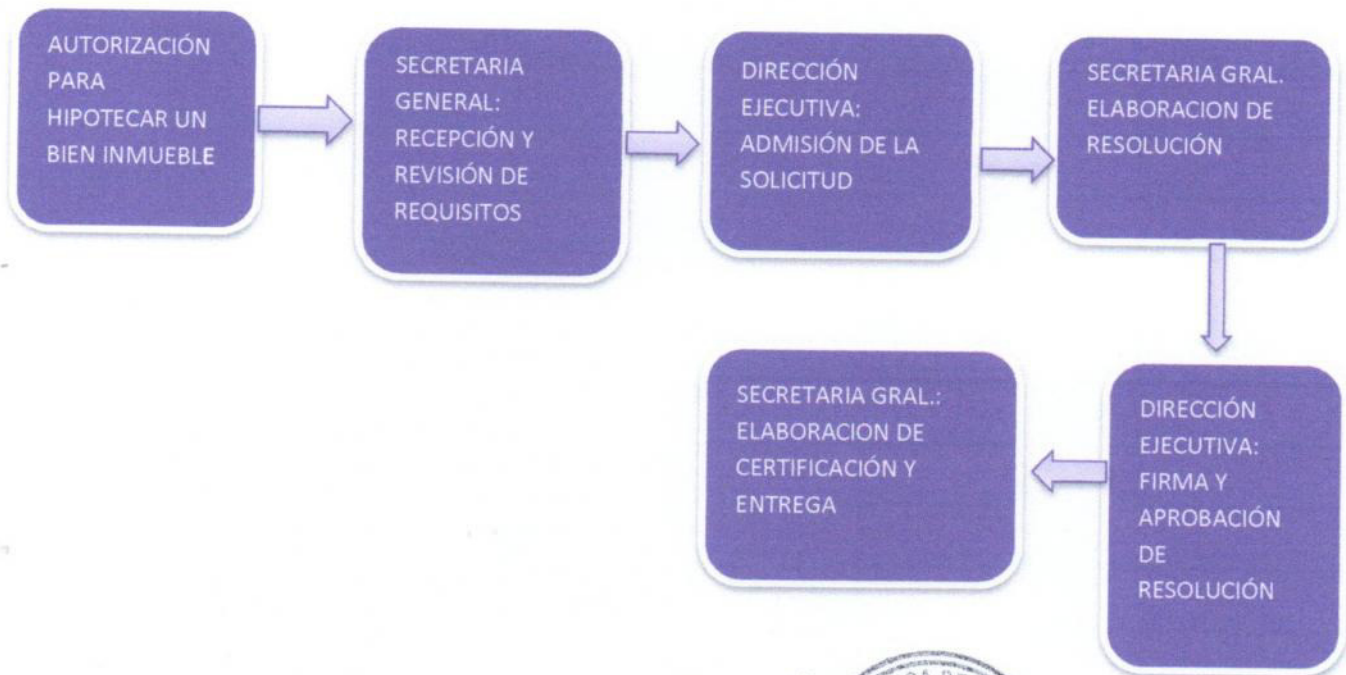 AUTORIZACIÓN
PARA
HIPOTECAR UN
BIEN INMUEBLE
SECRETARIA
GENERAL:
RECEPCIÓN Y
REVISIÓN DE
REQUISITOS
DIRECCIÓN
EJECUTIVA:
ADMISIÓN DE LA
SOLICITUD
SECRETARIA GRAL.
ELABORACION DE
RESOLUCIÓN
DIRECCIÓN
EJECUTIVA:
FIRMA Y
APROBACIÓN
DE
RESOLUCIÓN
SECRETARIA GRAL.:
ELABORACION DE
CERTIFICACIÓN Y
ENTREGA